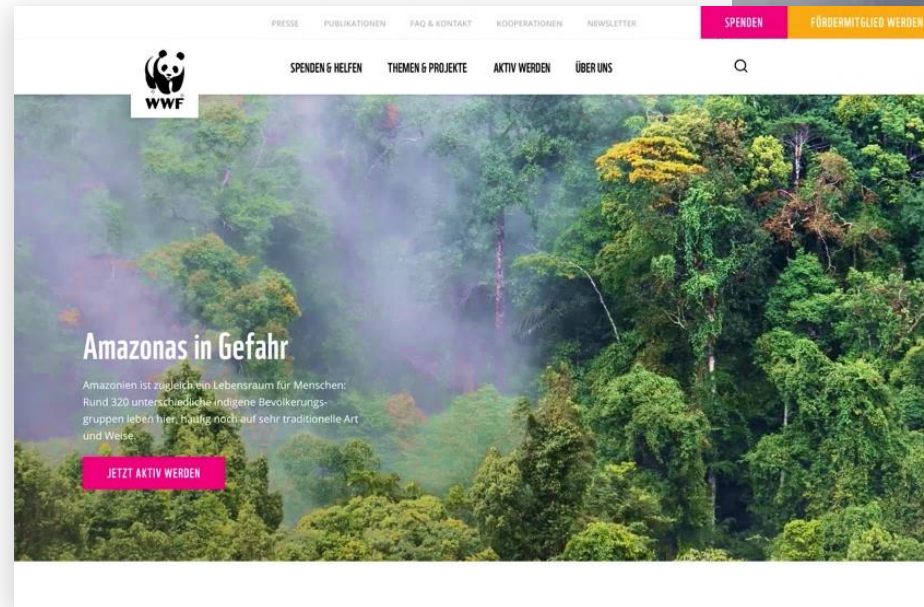 PRESSE PUBLIKATIONEN FAQ & KONTAKT KOOPERATIONEN NEWSLETTER SPENDEN FÖRDERMITGLIED WERDEN
WWF
SPENDEN & HELFEN THEMEN & PROJEKTE AKTIV WERDEN ÜBER UNS
Amazonas in Gefahr
Amazonien ist zugleich ein Lebensraum für Menschen:
Rund 320 unterschiedliche indigene Bevölkerungs-
gruppen leben hier, häufig noch auf sehr traditionelle Art
und Weise.
JETZT AKTIV WERDEN